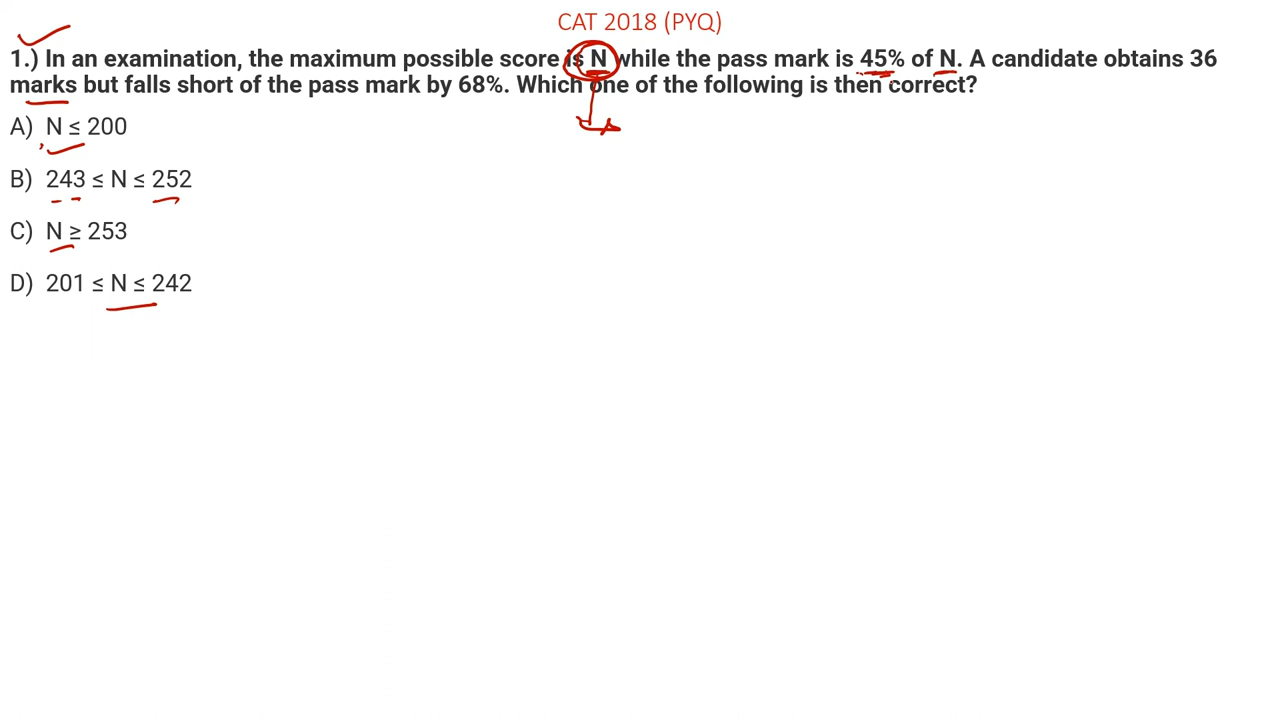 CAT 2018 (PYQ)
1.) In an examination, the maximum possible score is N while the pass mark is 45% of N. A candidate obtains 36
marks but falls short of the pass mark by 68%. Which one of the following is then correct?
A) N ≤ 200
B) 243 ≤ N ≤ 252
C) N ≥ 253
D) 201 ≤ N ≤ 242